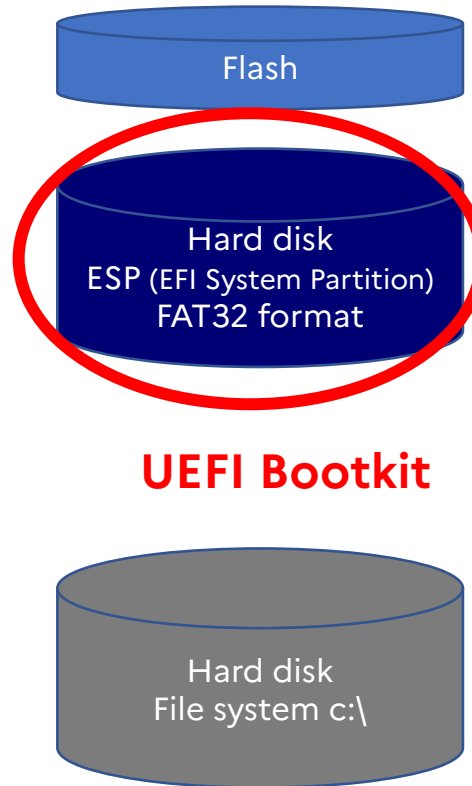 Flash
Hard disk
ESP (EFI System Partition)
FAT32 format
UEFI Bootkit
Hard disk
File system c:\